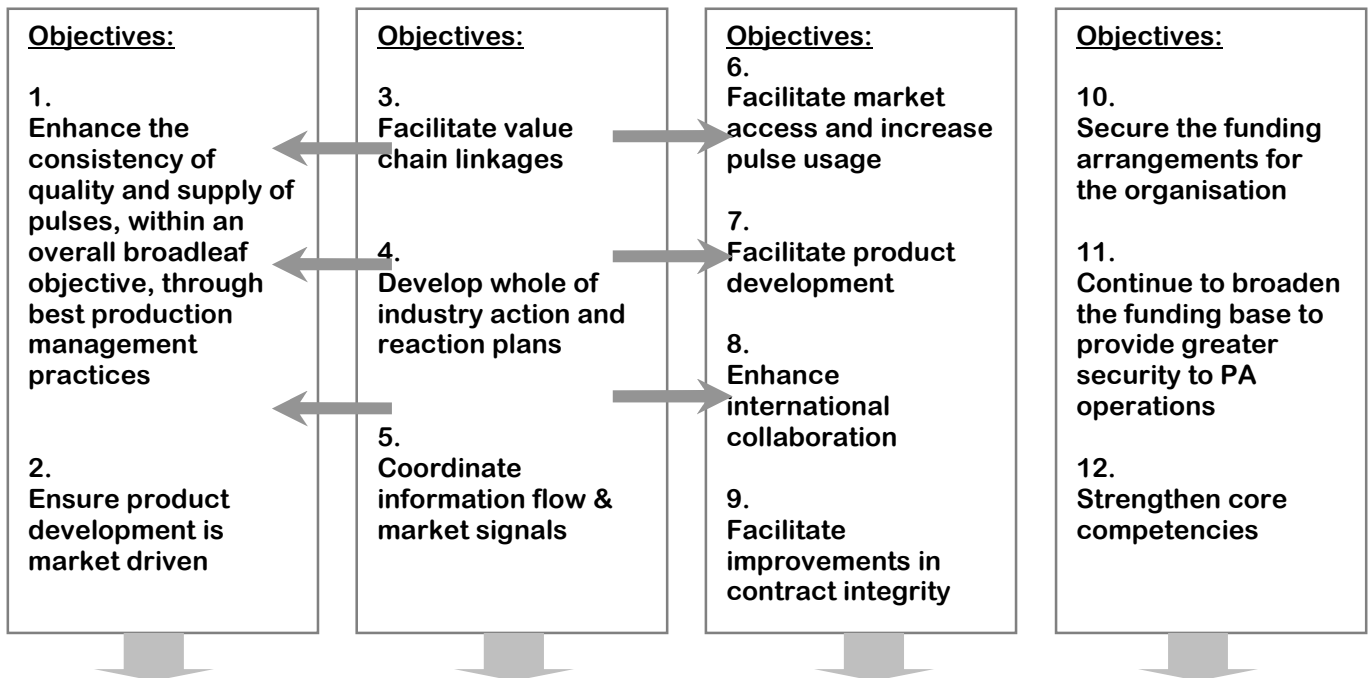 Objectives:
1.
Enhance the
consistency of
quality and supply of
pulses, within an
overall broadleaf
objective, through
best production
management
practices
2.
Ensure product
development is
market driven
Objectives:
3.
Facilitate value
chain linkages
4.
Develop whole of
industry action and
reaction plans
5.
Coordinate
information flow &
market signals
Objectives:
6.
Facilitate market
access and increase
pulse usage
7.
Facilitate product
development
8.
Enhance
international
collaboration
9.
Facilitate
improvements in
contract integrity
Objectives:
10.
Secure the funding
arrangements for
the organisation
11.
Continue to broaden
the funding base to
provide greater
security to PA
operations
12.
Strengthen core
competencies